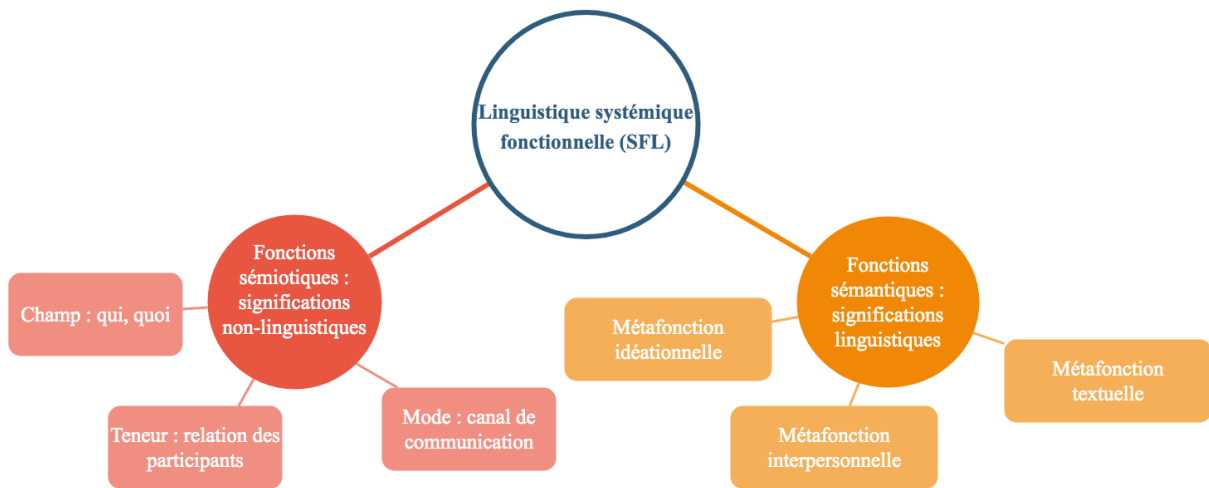 Linguistique systémique
fonctionnelle (SFL)
Fonctions
sémiotiques :
significations
non-linguistiques
Champ : qui, quoi
Teneur : relation des
participants
Mode : canal de
communication
Fonctions
sémantiques :
significations
linguistiques
Métafonction
idéationnelle
Métafonction
interpersonnelle
Métafonction
textuelle